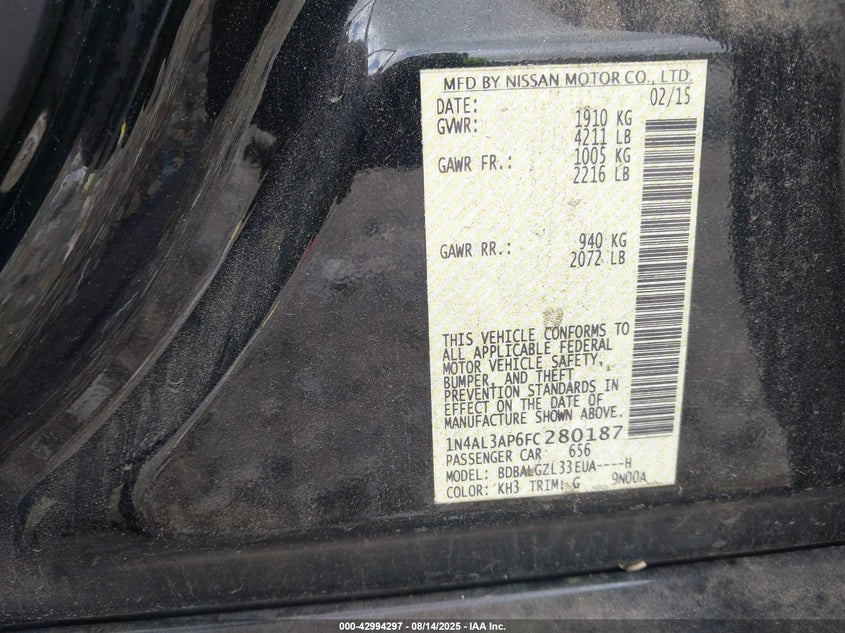 MFD BY NISSAN MOTOR CO., LTD.
DATE: 02/15
GVWR: 1910 KG
4211 LB
GAWR FR.: 1005 KG
2216 LB
GAWR RR.: 940 KG
2072 LB
THIS VEHICLE CONFORMS TO
ALL APPLICABLE FEDERAL
MOTOR VEHICLE SAFETY,
BUMPER, AND THEFT
PREVENTION STANDARDS IN
EFFECT ON THE DATE OF
MANUFACTURE SHOWN ABOVE.
1N4AL3AP6FC280187
PASSENGER CAR 656
MODEL: BDBALGZL33EUA----H
COLOR: KH3 TRIM: G 9N00A
000-42994297 - 08/14/2025 - IAA Inc.